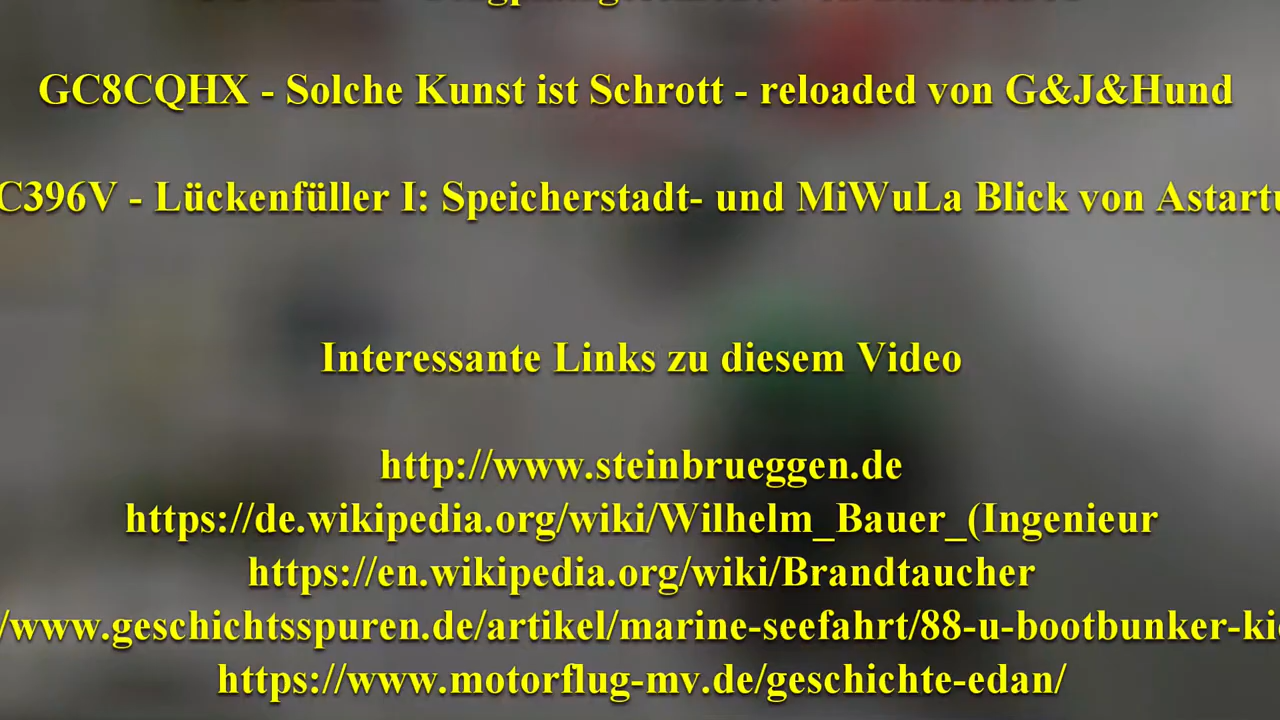 GC8CQHX - Solche Kunst ist Schrott - reloaded von G&J&Hund
C396V - Lückenfüller I: Speicherstadt- und MiWuLa Blick von Astart
Interessante Links zu diesem Video
http://www.steinbrueggen.de
https://de.wikipedia.org/wiki/Wilhelm_Bauer_(Ingenieur
https://en.wikipedia.org/wiki/Brandtaucher
/www.geschichtsspuren.de/artikel/marine-seefahrt/88-u-bootbunker-ki
https://www.motorflug-mv.de/geschichte-edan/